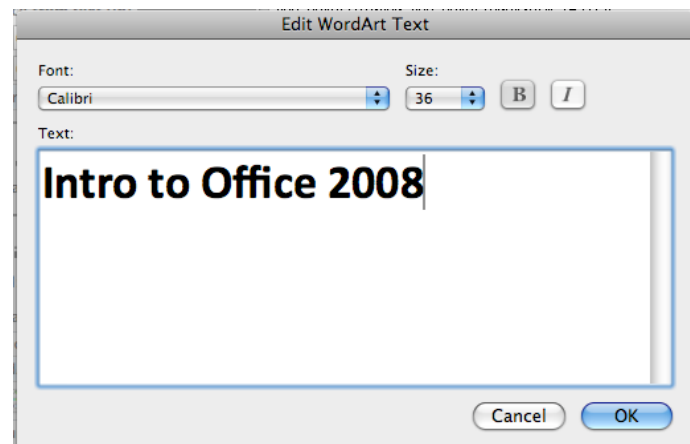 Edit WordArt Text
Font: Size:
Calibri 36 B I
Text:
Intro to Office 2008
Cancel OK